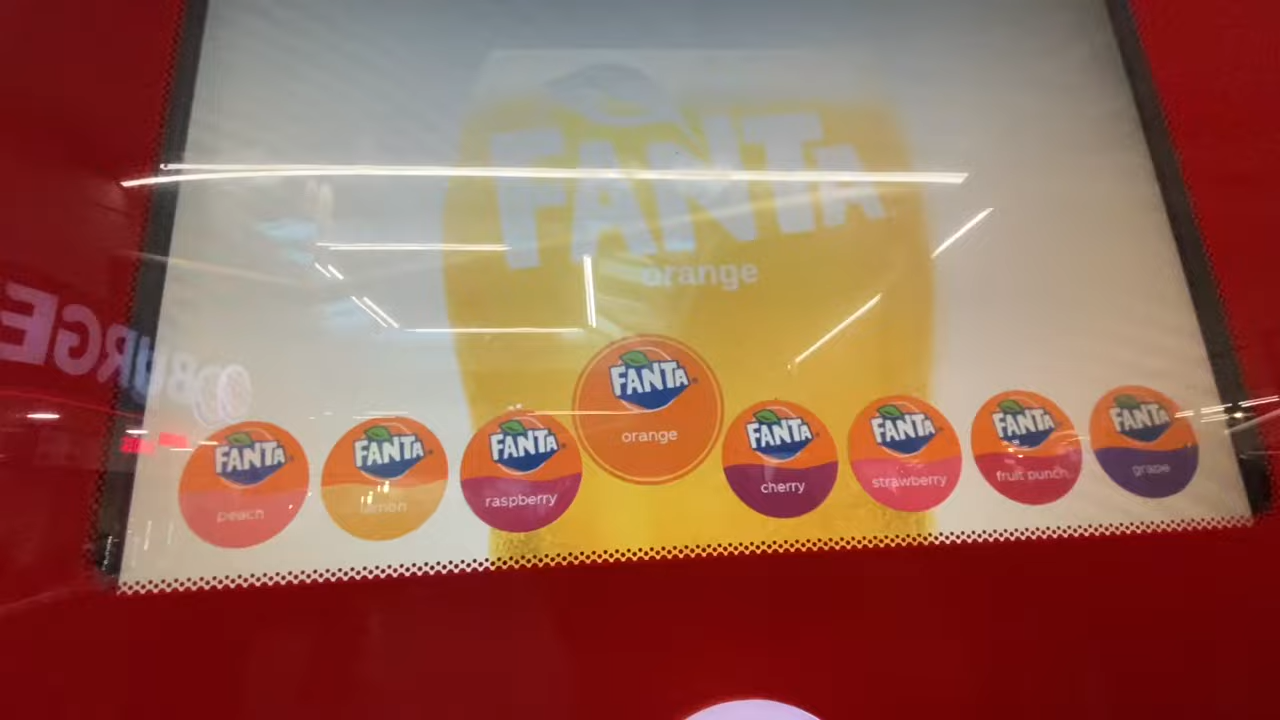 FANTA
orange
BURGE
FANTA
peach
FANTA
lemon
FANTA
raspberry
FANTA
orange
FANTA
cherry
FANTA
strawberry
FANTA
fruit punch
FANTA
grape